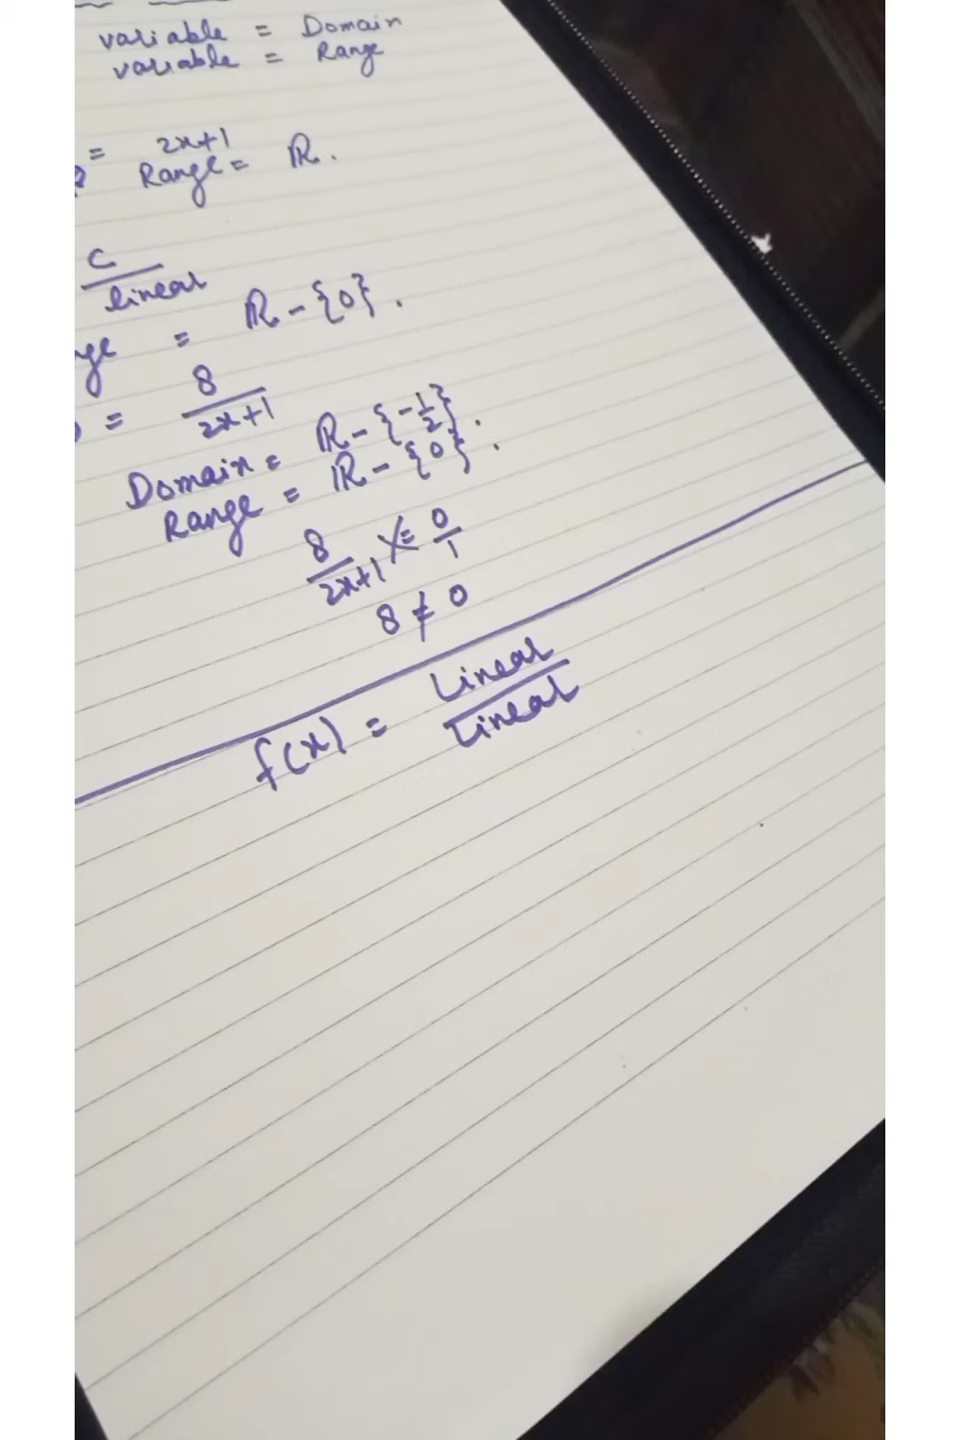 variable = Domain
variable = Range
= 2x+1
Range = ℝ.
C
linear
ge = ℝ - {0}.
= 8
2x+1
Domain = ℝ - {-1/2}.
Range = ℝ - {0}.
8/2x+1 = 0/1
8 ≠ 0
f(x) = Linear
Linear